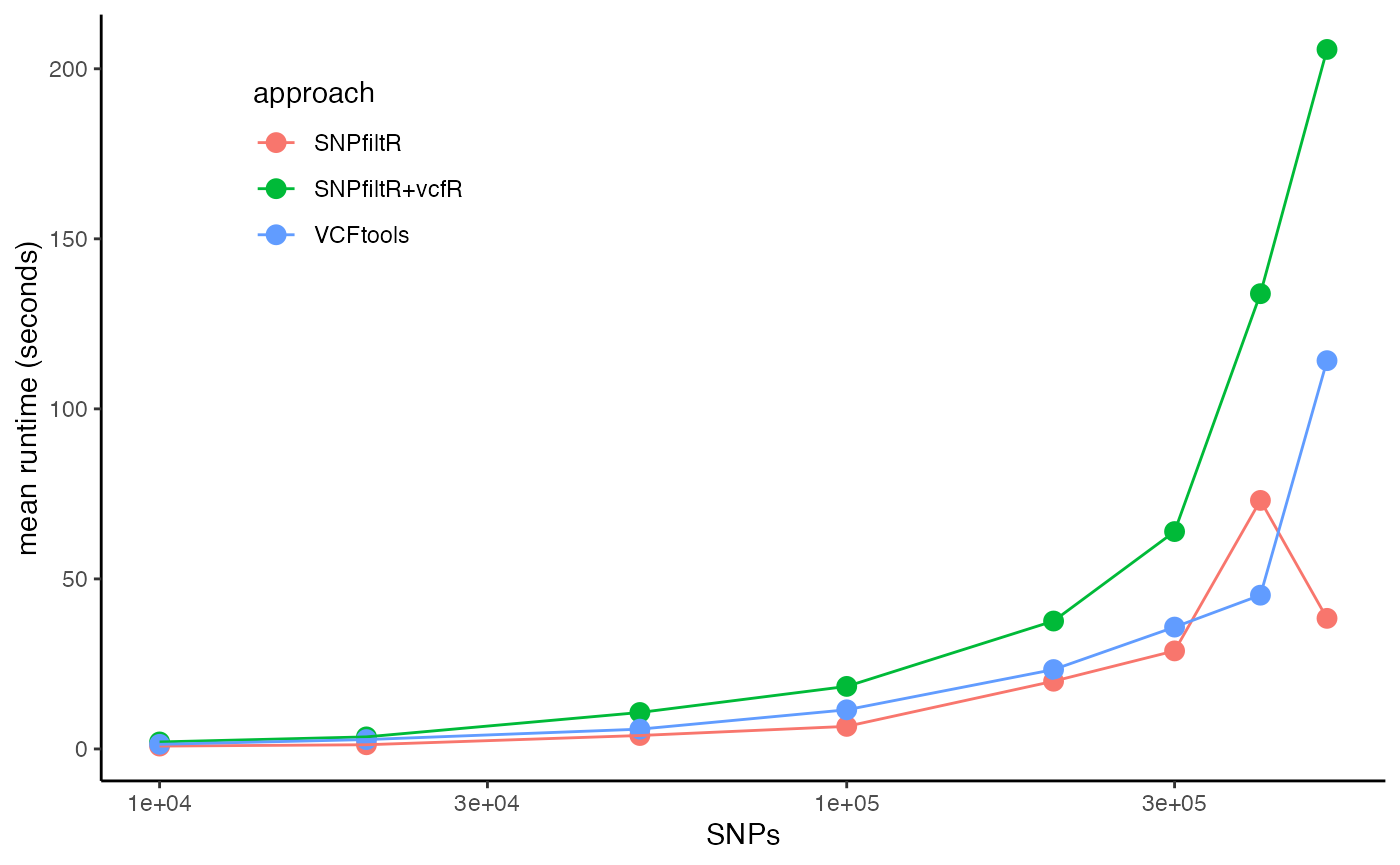 200
150
100
50
0
mean runtime (seconds)
approach
SNPfiltR
SNPfiltR+vcfR
VCFtools
1e+04 3e+04 1e+05 3e+05
SNPs